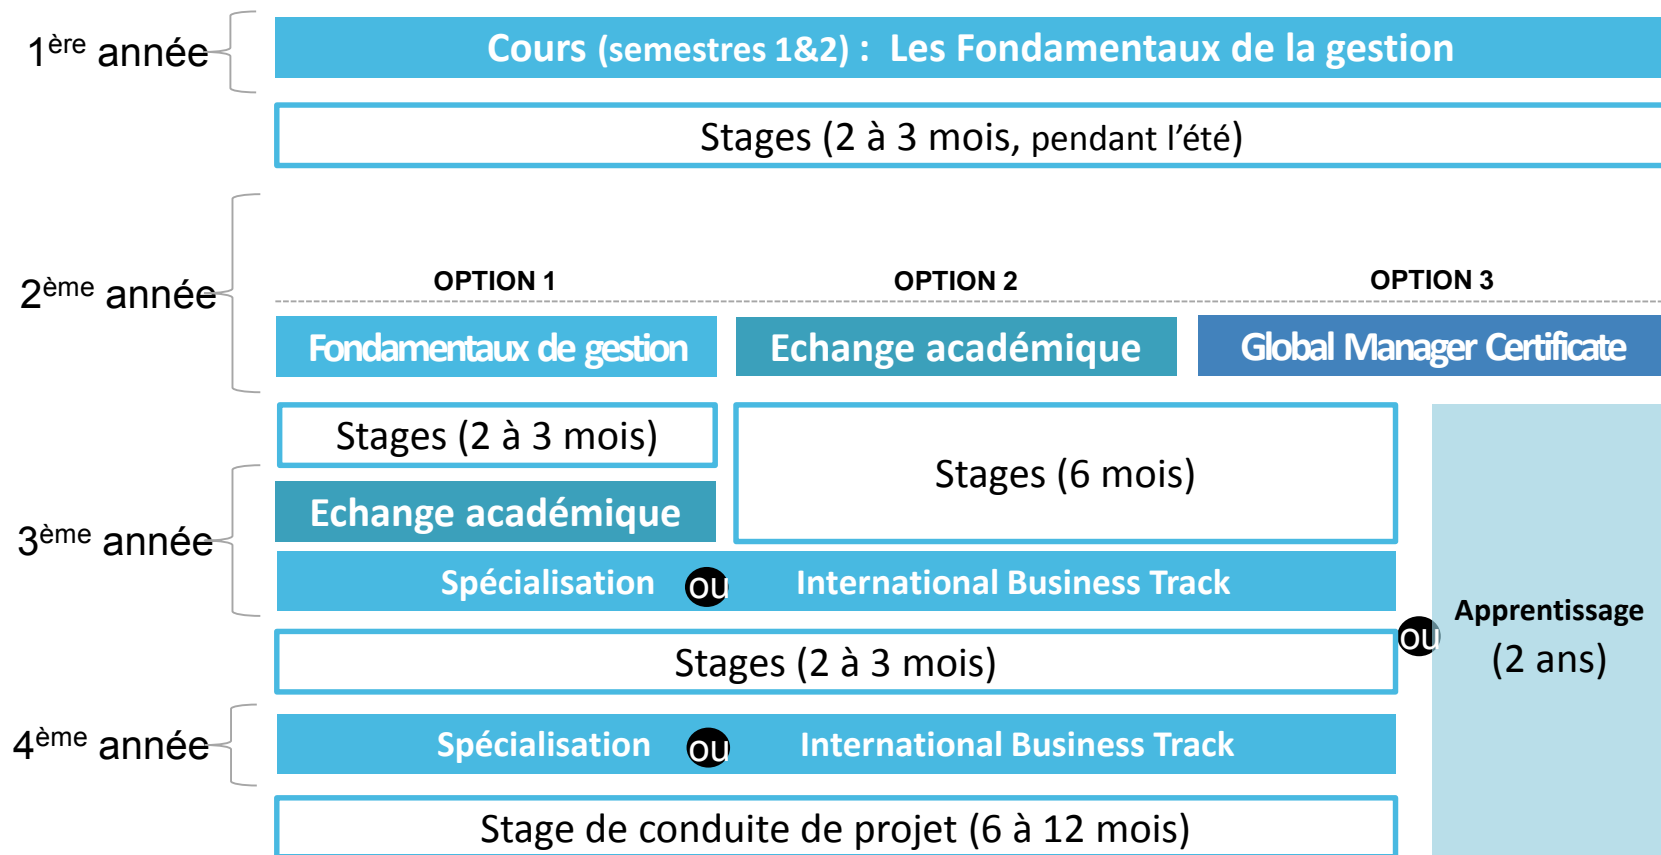 1ère année
Cours (semestres 1&2) : Les Fondamentaux de la gestion
Stages (2 à 3 mois, pendant l’été)
2ème année
OPTION 1
OPTION 2
OPTION 3
Fondamentaux de gestion
Echange académique
Global Manager Certificate
Stages (2 à 3 mois)
Stages (6 mois)
3ème année
Echange académique
Spécialisation ou International Business Track
Stages (2 à 3 mois)
ou
Apprentissage
(2 ans)
4ème année
Spécialisation ou International Business Track
Stage de conduite de projet (6 à 12 mois)